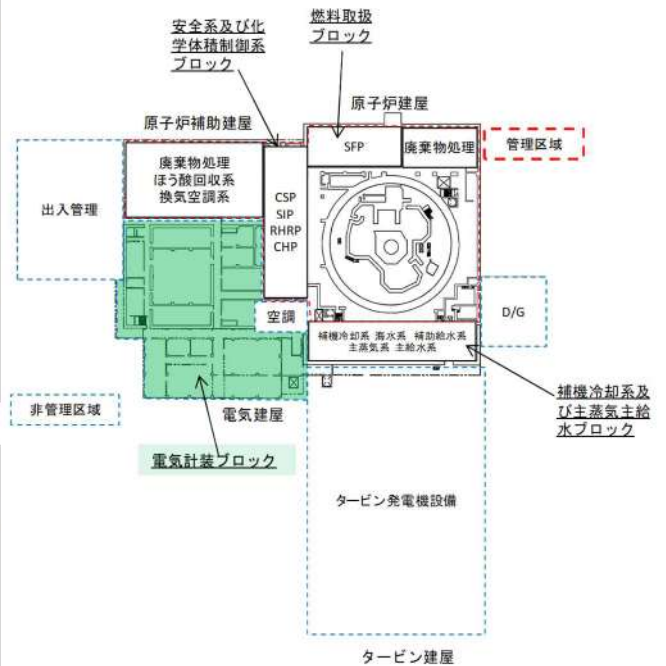 安全系及び化
学体積制御系
ブロック
燃料取扱
ブロック
原子炉補助建屋
原子炉建屋
管理区域
廃棄物処理
ほう酸回収系
換気空調系
SFP
廃棄物処理
出入管理
CSP
SIP
RHRP
CHP
空調
D/G
補機冷却系 海水系 補助給水系
主蒸気系 主給水系
補機冷却系及
び主蒸気主給
水ブロック
非管理区域
電気建屋
電気計装ブロック
タービン発電機設備
タービン建屋